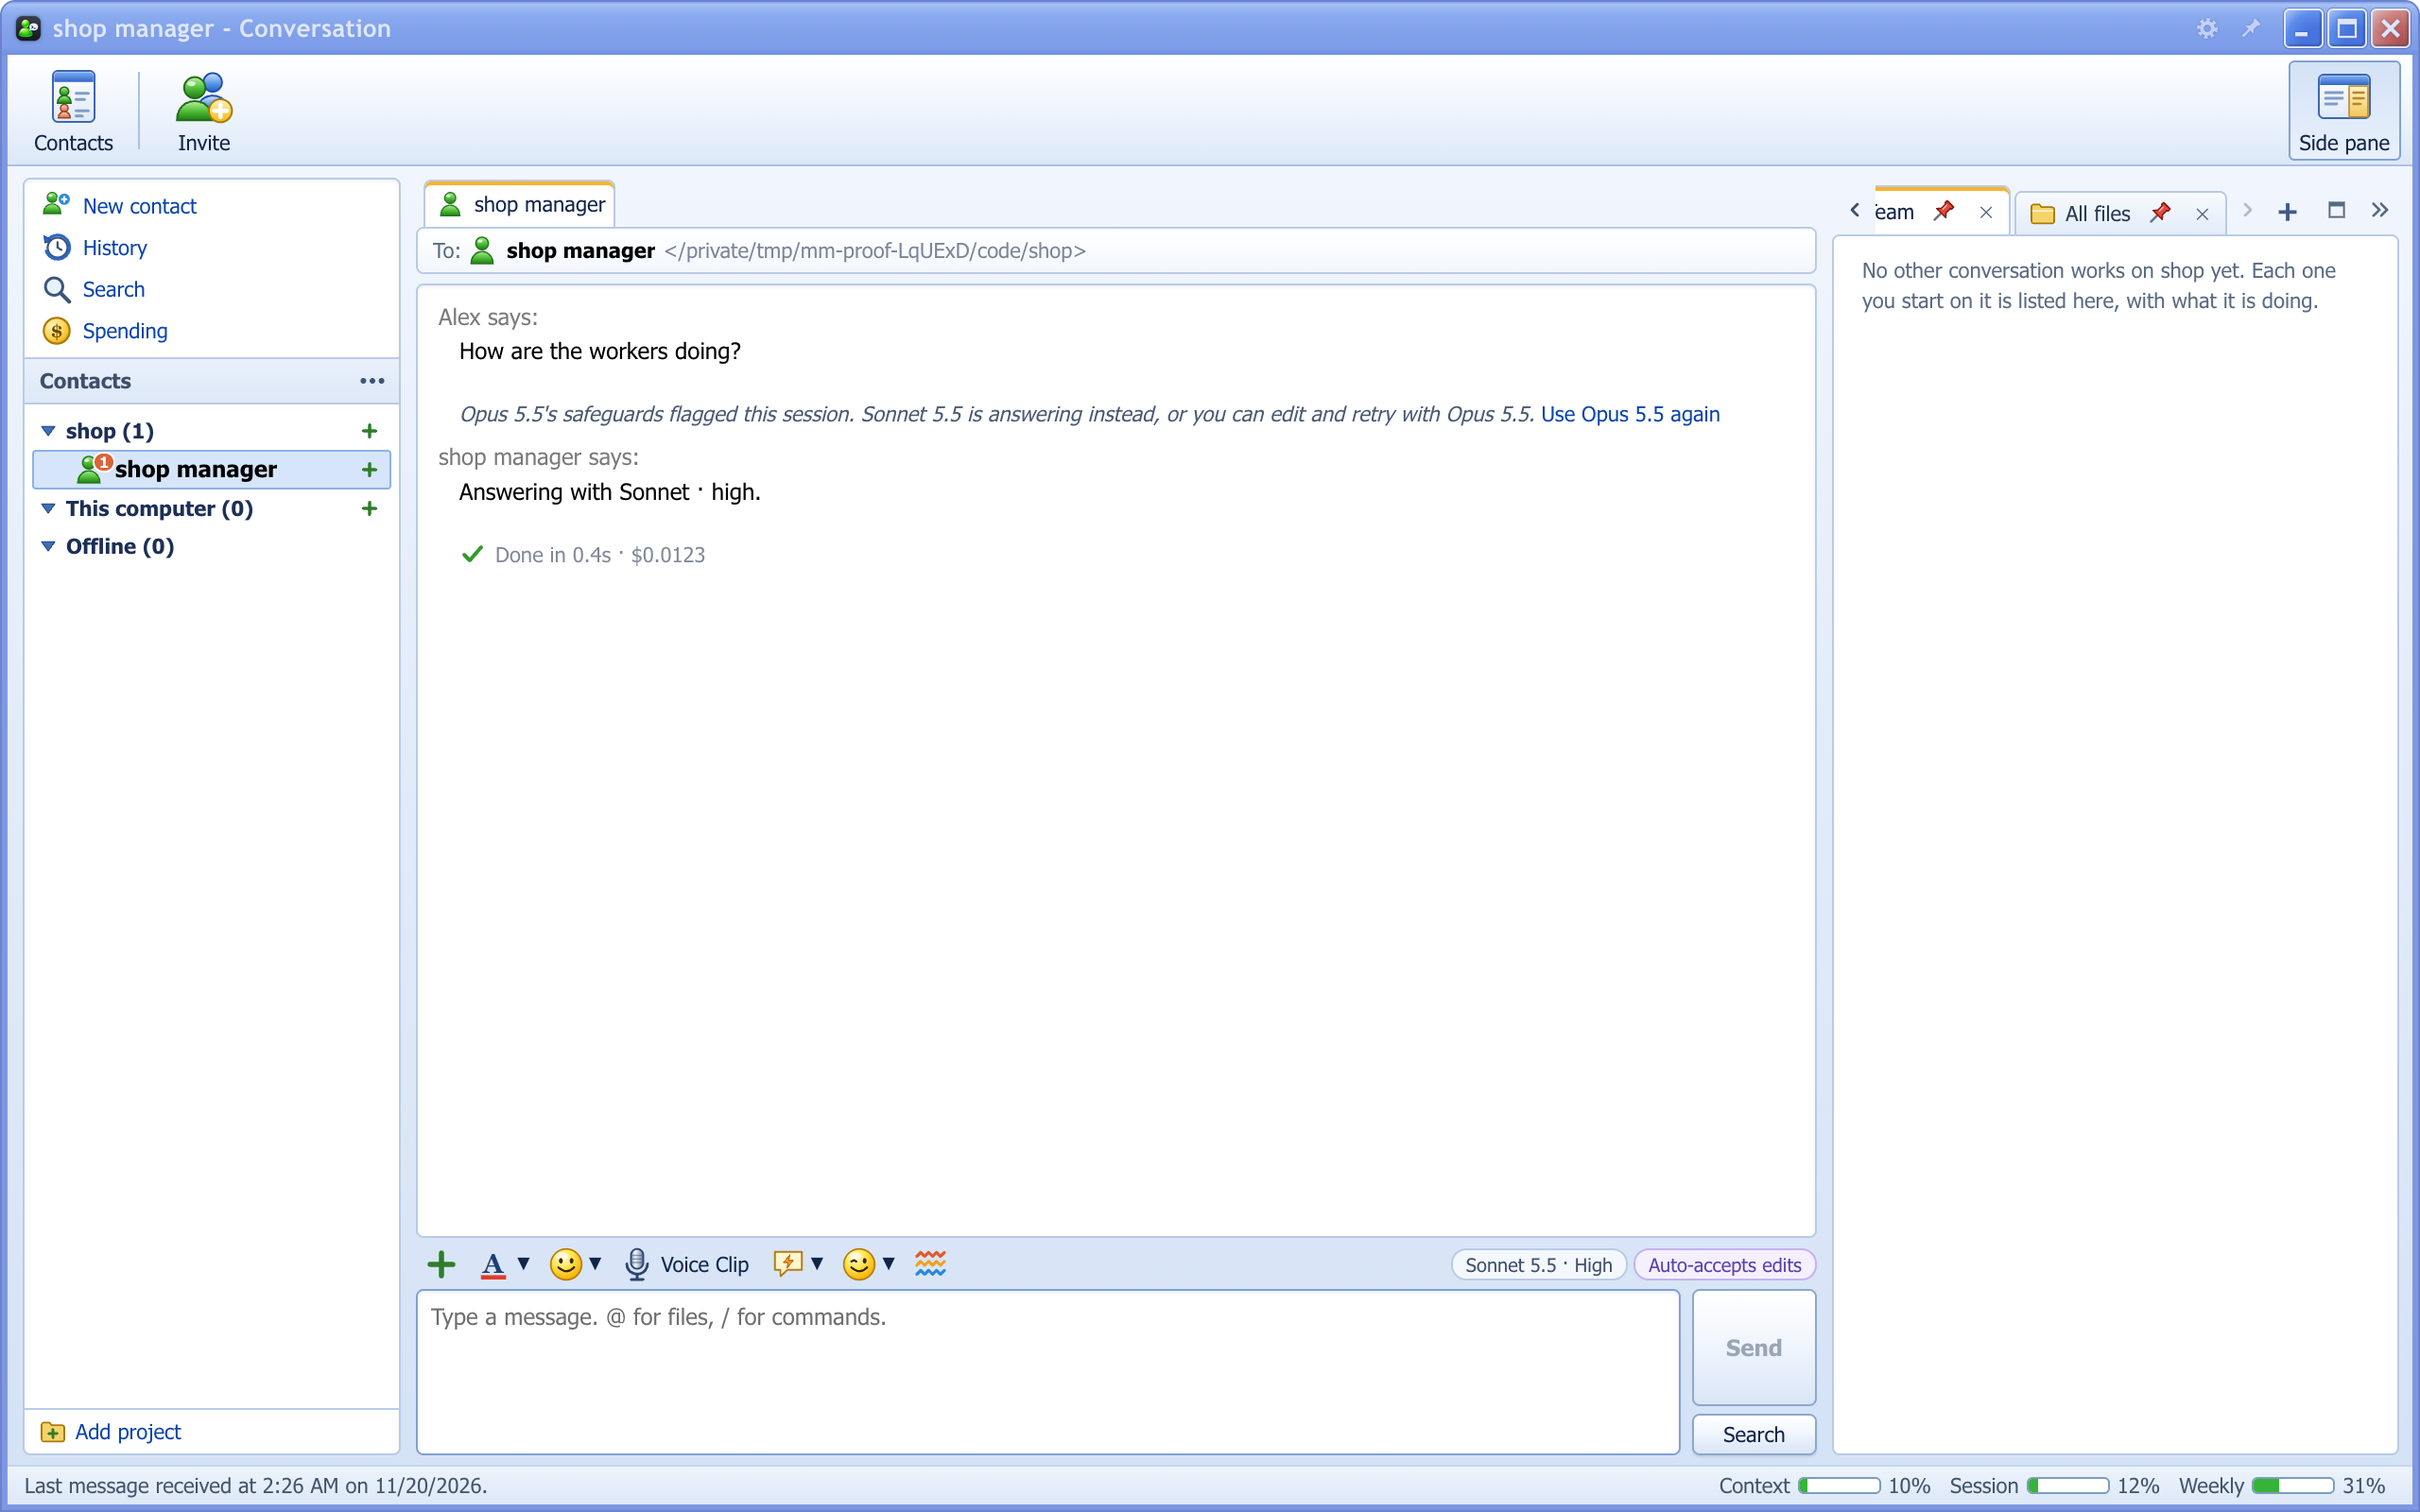 shop manager - Conversation
Contacts
Invite
Side pane
New contact
History
Search
Spending
Contacts
shop (1)
1 shop manager
This computer (0)
Offline (0)
Add project
shop manager
To: shop manager </private/tmp/mm-proof-LqUExD/code/shop>
Alex says:
How are the workers doing?
Opus 5.5's safeguards flagged this session. Sonnet 5.5 is answering instead, or you can edit and retry with Opus 5.5. Use Opus 5.5 again
shop manager says:
Answering with Sonnet · high.
Done in 0.4s · $0.0123
A Voice Clip
Sonnet 5.5 · High Auto-accepts edits
Type a message. @ for files, / for commands.
Send
Search
eam
All files
No other conversation works on shop yet. Each one
you start on it is listed here, with what it is doing.
Last message received at 2:26 AM on 11/20/2026.
Context 10% Session 12% Weekly 31%